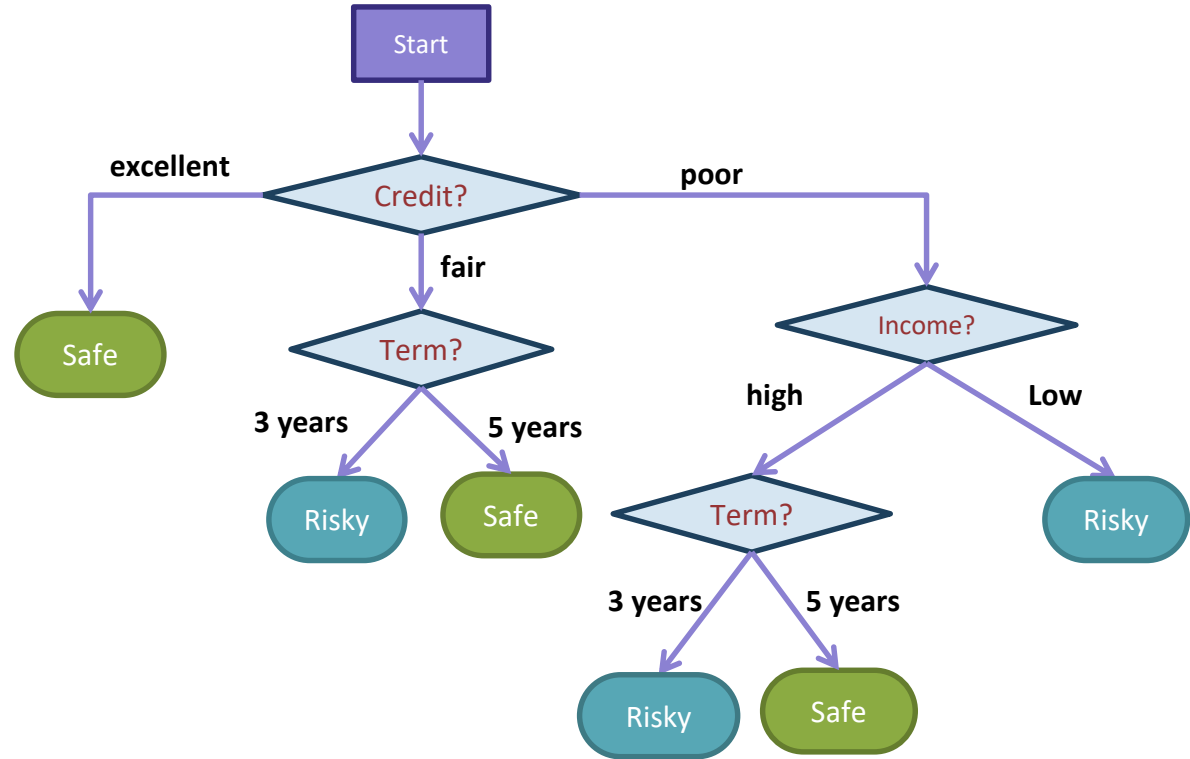 Start
excellent
Credit?
poor
fair
Safe
Term?
Income?
3 years
5 years
high
Low
Risky
Safe
Term?
Risky
3 years
5 years
Risky
Safe